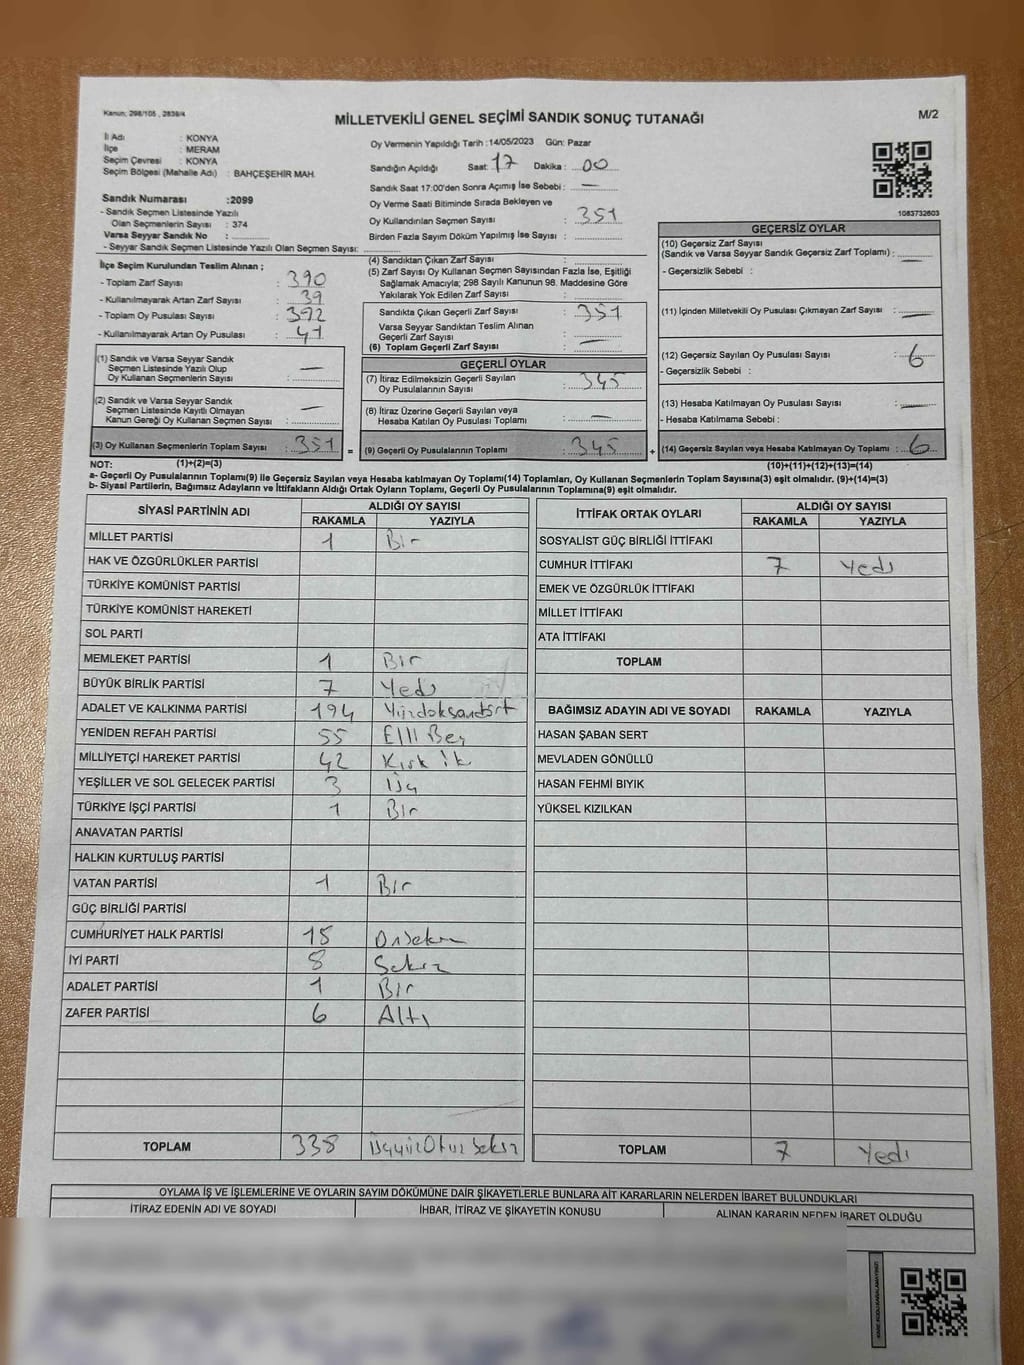 Kanun: 298/105 , 2839/4
MİLLETVEKİLİ GENEL SEÇİMİ SANDIK SONUÇ TUTANAĞI
M/2
İl Adı : KONYA
İlçe : MERAM
Seçim Çevresi : KONYA
Seçim Bölgesi (Mahalle Adı) : BAHÇEŞEHİR MAH.
Sandık Numarası :2099
- Sandık Seçmen Listesinde Yazılı
Olan Seçmenlerin Sayısı : 374
Varsa Seyyar Sandık No :
- Seyyar Sandık Seçmen Listesinde Yazılı Olan Seçmen Sayısı:
Oy Vermenin Yapıldığı Tarih :14/05/2023 Gün: Pazar
Sandığın Açıldığı Saat: 17 Dakika : 00
Sandık Saat 17:00'den Sonra Açılmış İse Sebebi : —
Oy Verme Saati Bitiminde Sırada Bekleyen ve
Oy Kullandırılan Seçmen Sayısı : 351
Birden Fazla Sayım Döküm Yapılmış İse Sayısı :
1083732603
İlçe Seçim Kurulundan Teslim Alınan ;
- Toplam Zarf Sayısı : 390
- Kullanılmayarak Artan Zarf Sayısı : 39
- Toplam Oy Pusulası Sayısı : 392
- Kullanılmayarak Artan Oy Pusulası : 41
(1) Sandık ve Varsa Seyyar Sandık
Seçmen Listesinde Yazılı Olup
Oy Kullanan Seçmenlerin Sayısı : —
(2) Sandık ve Varsa Seyyar Sandık
Seçmen Listesinde Kayıtlı Olmayan
Kanun Gereği Oy Kullanan Seçmen Sayısı : —
(3) Oy Kullanan Seçmenlerin Toplam Sayısı : 351 =
(4) Sandıktan Çıkan Zarf Sayısı :
(5) Zarf Sayısı Oy Kullanan Seçmen Sayısından Fazla İse, Eşitliği
Sağlamak Amacıyla; 298 Sayılı Kanunun 98. Maddesine Göre
Yakılarak Yok Edilen Zarf Sayısı :
Sandıkta Çıkan Geçerli Zarf Sayısı : 351
Varsa Seyyar Sandıktan Teslim Alınan
Geçerli Zarf Sayısı : —
(6) Toplam Geçerli Zarf Sayısı :
GEÇERLİ OYLAR
(7) İtiraz Edilmeksizin Geçerli Sayılan
Oy Pusulalarının Sayısı : 345
(8) İtiraz Üzerine Geçerli Sayılan veya
Hesaba Katılan Oy Pusulası Toplamı : —
(9) Geçerli Oy Pusulalarının Toplamı : 345 +
GEÇERSİZ OYLAR
(10) Geçersiz Zarf Sayısı
(Sandık ve Varsa Seyyar Sandık Geçersiz Zarf Toplamı) : —
- Geçersizlik Sebebi :
(11) İçinden Milletvekili Oy Pusulası Çıkmayan Zarf Sayısı : —
(12) Geçersiz Sayılan Oy Pusulası Sayısı : 6
- Geçersizlik Sebebi :
(13) Hesaba Katılmayan Oy Pusulası Sayısı : —
- Hesaba Katılmama Sebebi :
(14) Geçersiz Sayılan veya Hesaba Katılmayan Oy Toplamı : 6
NOT: (1)+(2)=(3)
(10)+(11)+(12)+(13)=(14)
a- Geçerli Oy Pusulalarının Toplamı(9) ile Geçersiz Sayılan veya Hesaba katılmayan Oy Toplamı(14) Toplamları, Oy Kullanan Seçmenlerin Toplam Sayısına(3) eşit olmalıdır. (9)+(14)=(3)
b- Siyasi Partilerin, Bağımsız Adayların ve İttifakların Aldığı Ortak Oyların Toplamı, Geçerli Oy Pusulalarının Toplamına(9) eşit olmalıdır.
SİYASİ PARTİNİN ADI
ALDIĞI OY SAYISI
RAKAMLA YAZIYLA
MİLLET PARTİSİ 1 Bir
HAK VE ÖZGÜRLÜKLER PARTİSİ
TÜRKİYE KOMÜNİST PARTİSİ
TÜRKİYE KOMÜNİST HAREKETİ
SOL PARTİ
MEMLEKET PARTİSİ 1 Bir
BÜYÜK BİRLİK PARTİSİ 7 Yedi
ADALET VE KALKINMA PARTİSİ 194 Yüzdoksandört
YENİDEN REFAH PARTİSİ 55 Elli Beş
MİLLİYETÇİ HAREKET PARTİSİ 42 Kırk İki
YEŞİLLER VE SOL GELECEK PARTİSİ 3 Üç
TÜRKİYE İŞÇİ PARTİSİ 1 Bir
ANAVATAN PARTİSİ
HALKIN KURTULUŞ PARTİSİ
VATAN PARTİSİ 1 Bir
GÜÇ BİRLİĞİ PARTİSİ
CUMHURİYET HALK PARTİSİ 18 Onsekiz
İYİ PARTİ 8 Sekiz
ADALET PARTİSİ 1 Bir
ZAFER PARTİSİ 6 Altı
TOPLAM 338 Üçyüz Otuz Sekiz
İTTİFAK ORTAK OYLARI
ALDIĞI OY SAYISI
RAKAMLA YAZIYLA
SOSYALİST GÜÇ BİRLİĞİ İTTİFAKI
CUMHUR İTTİFAKI 7 Yedi
EMEK VE ÖZGÜRLÜK İTTİFAKI
MİLLET İTTİFAKI
ATA İTTİFAKI
TOPLAM
BAĞIMSIZ ADAYIN ADI VE SOYADI RAKAMLA YAZIYLA
HASAN ŞABAN SERT
MEVLADEN GÖNÜLLÜ
HASAN FEHMİ BIYIK
YÜKSEL KIZILKAN
TOPLAM 7 Yedi
OYLAMA İŞ VE İŞLEMLERİNE VE OYLARIN SAYIM DÖKÜMÜNE DAİR ŞİKAYETLERLE BUNLARA AİT KARARLARIN NELERDEN İBARET BULUNDUKLARI
İTİRAZ EDENİN ADI VE SOYADI İHBAR, İTİRAZ VE ŞİKAYETİN KONUSU ALINAN KARARIN NEDEN İBARET OLDUĞU